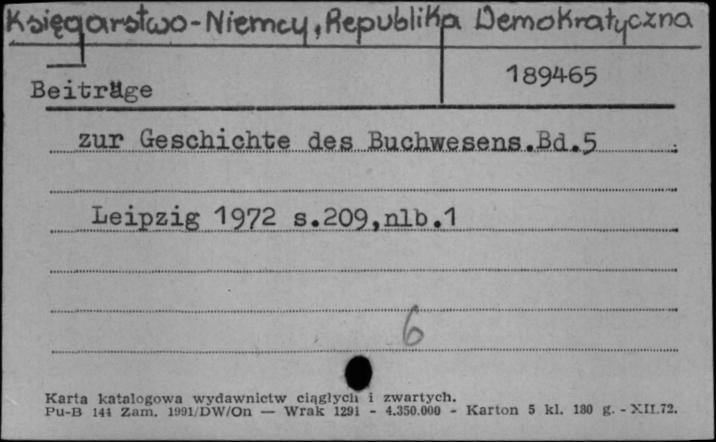 Księgarstwo-Niemcy, Republika Demokratyczna
189465
Beiträge
zur Geschichte des Buchwesens.Bd.5
Leipzig 1972 s.209,nlb.1
6
Karta katalogowa wydawnictw ciągłych i zwartych.
Pu-B 141 Zam. 1991/DW/On — Wrak 1291 - 4.350.000 - Karton 5 kl. 180 g. - XII.72.